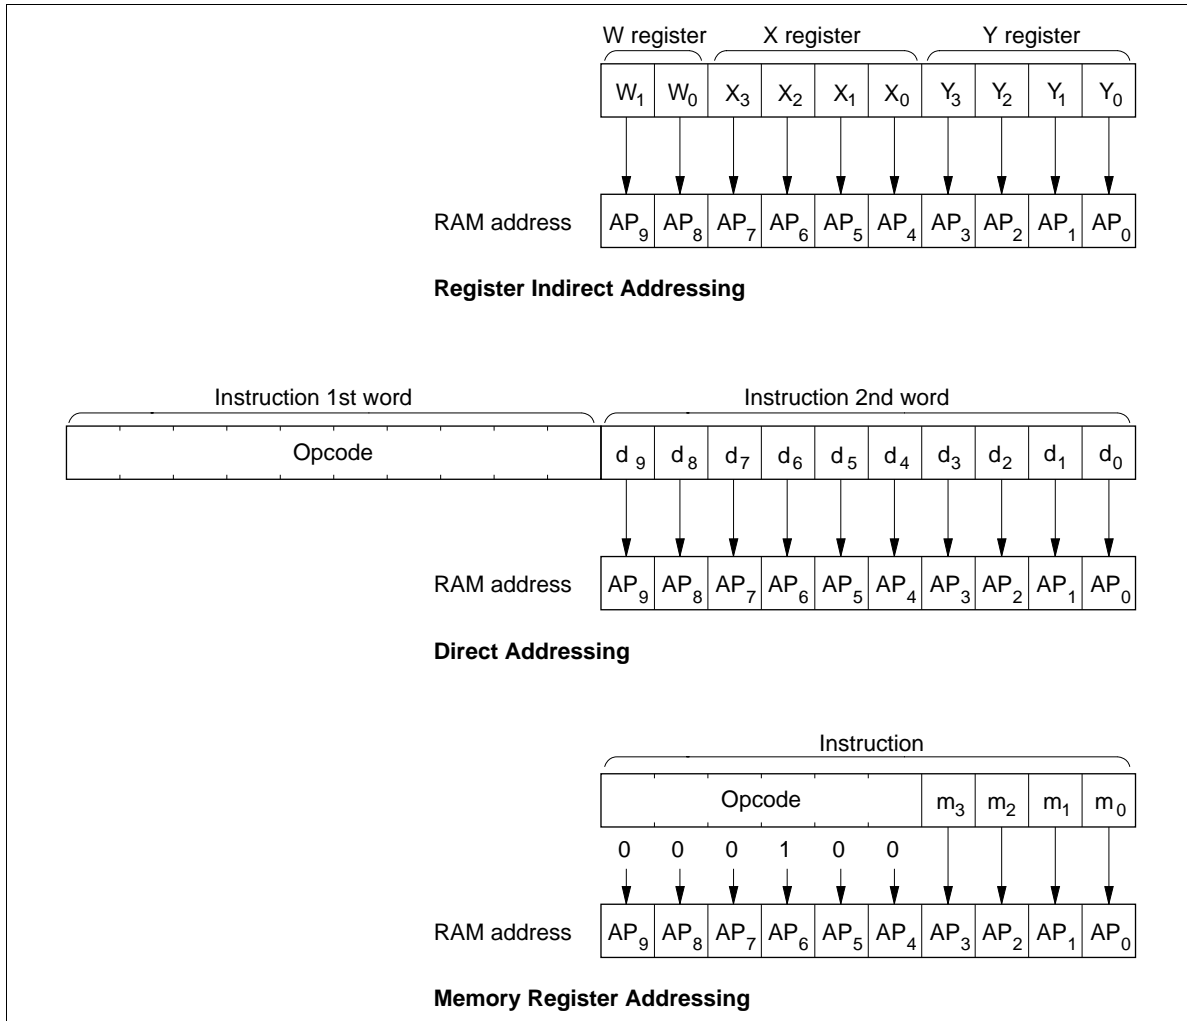 W register X register Y register
W1 W0 X3 X2 X1 X0 Y3 Y2 Y1 Y0
RAM address AP9 AP8 AP7 AP6 AP5 AP4 AP3 AP2 AP1 AP0
Register Indirect Addressing
Instruction 1st word Instruction 2nd word
Opcode d9 d8 d7 d6 d5 d4 d3 d2 d1 d0
RAM address AP9 AP8 AP7 AP6 AP5 AP4 AP3 AP2 AP1 AP0
Direct Addressing
Instruction
Opcode m3 m2 m1 m0
0 0 0 1 0 0
RAM address AP9 AP8 AP7 AP6 AP5 AP4 AP3 AP2 AP1 AP0
Memory Register Addressing